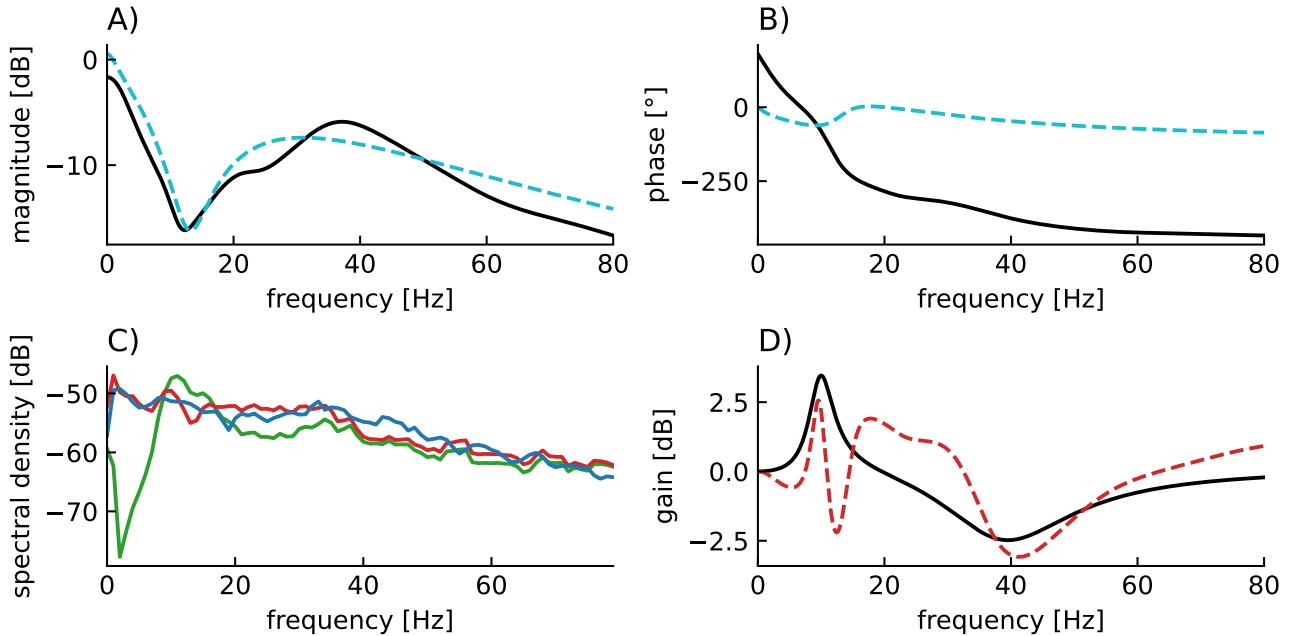 A)
magnitude [dB]
0
−10
0 20 40 60 80
frequency [Hz]
B)
phase [°]
0
−250
0 20 40 60 80
frequency [Hz]
C)
spectral density [dB]
−50
−60
−70
0 20 40 60
frequency [Hz]
D)
gain [dB]
2.5
0.0
−2.5
0 20 40 60 80
frequency [Hz]